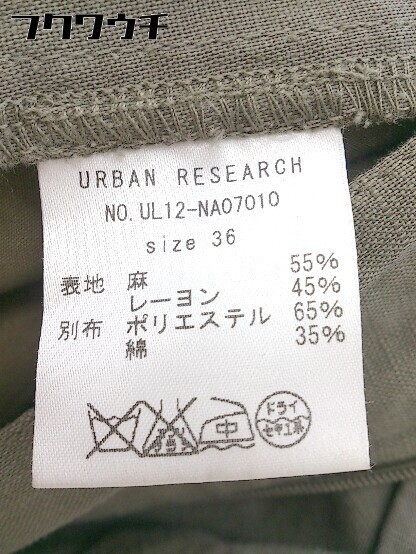 フクワウチ
URBAN RESEARCH
NO. UL12-NA07010
size 36
表地 麻 55%
レーヨン 45%
別布 ポリエステル 65%
綿 35%
中 ドライ